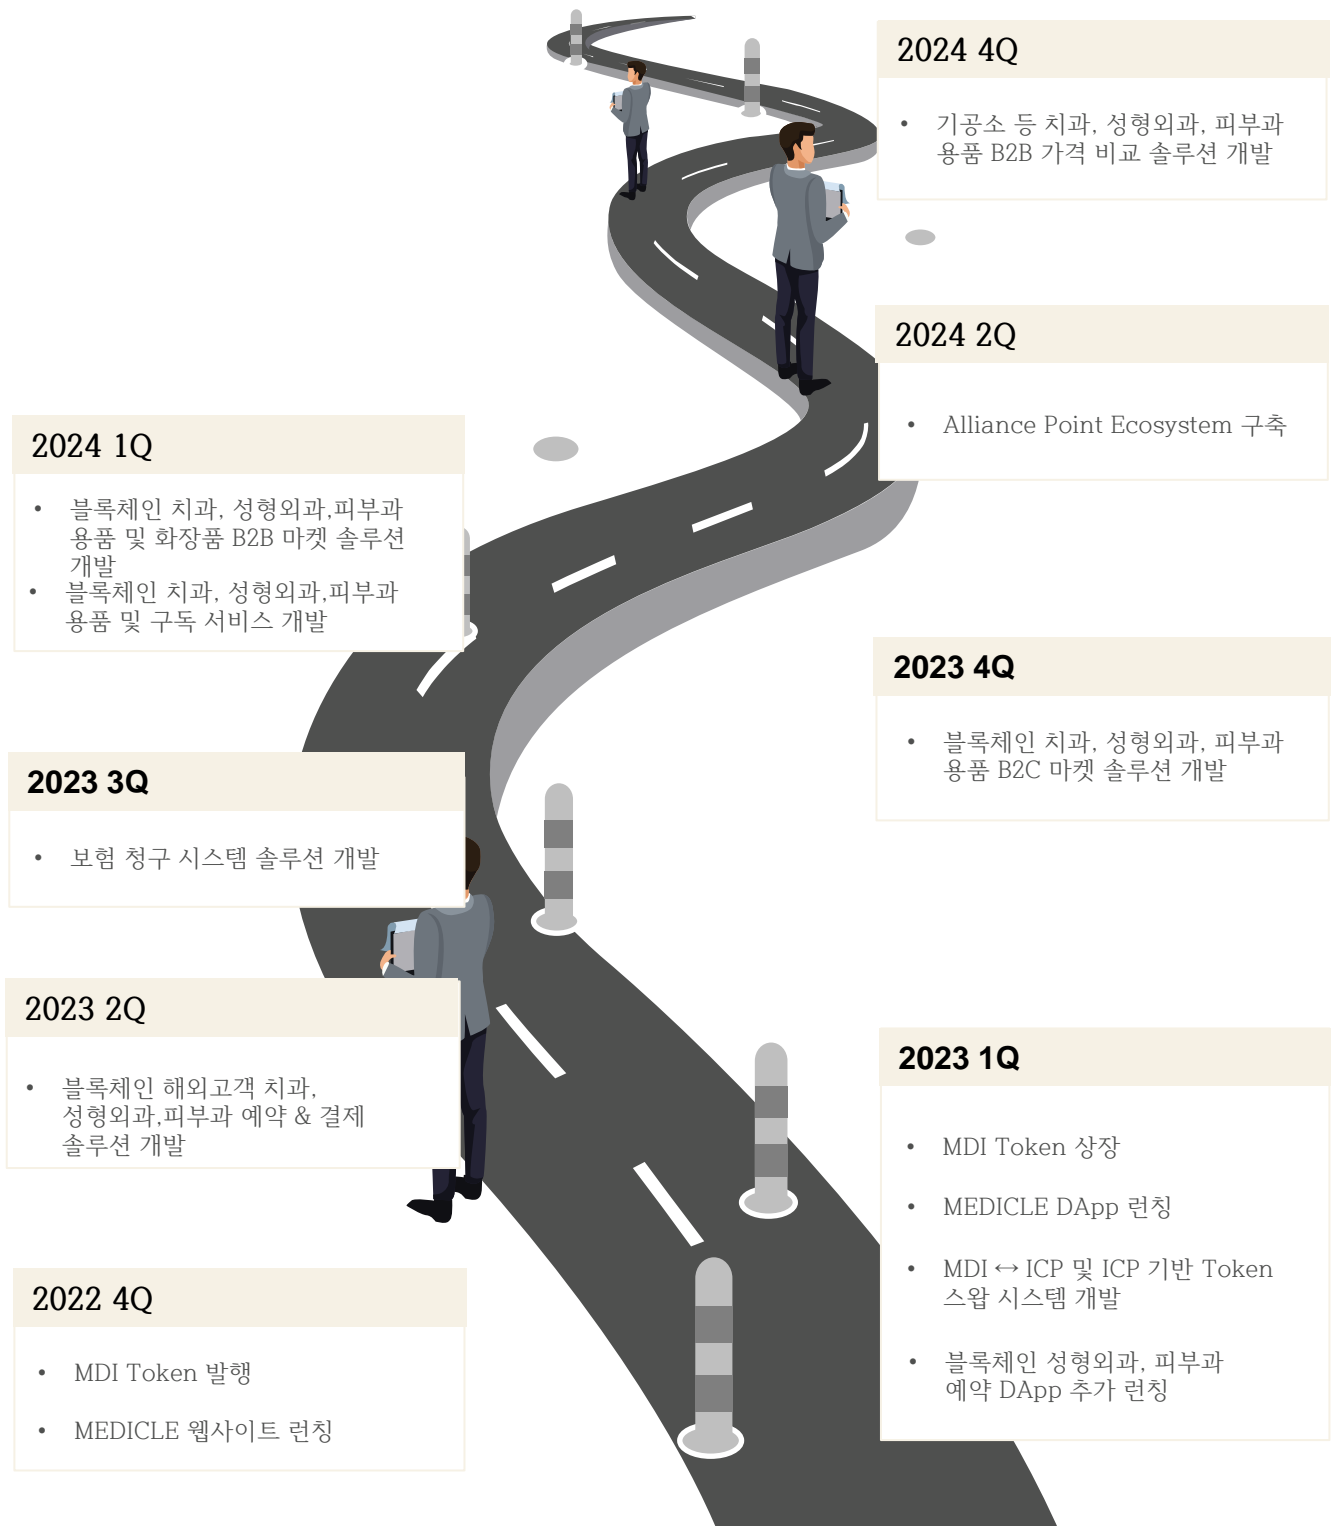 2024 4Q
• 기공소 등 치과, 성형외과, 피부과
용품 B2B 가격 비교 솔루션 개발
2024 2Q
• Alliance Point Ecosystem 구축
2024 1Q
• 블록체인 치과, 성형외과,피부과
용품 및 화장품 B2B 마켓 솔루션
개발
• 블록체인 치과, 성형외과,피부과
용품 및 구독 서비스 개발
2023 4Q
• 블록체인 치과, 성형외과, 피부과
용품 B2C 마켓 솔루션 개발
2023 3Q
• 보험 청구 시스템 솔루션 개발
2023 2Q
• 블록체인 해외고객 치과,
성형외과,피부과 예약 & 결제
솔루션 개발
2023 1Q
• MDI Token 상장
• MEDICLE DApp 런칭
• MDI ↔ ICP 및 ICP 기반 Token
스왑 시스템 개발
• 블록체인 성형외과, 피부과
예약 DApp 추가 런칭
2022 4Q
• MDI Token 발행
• MEDICLE 웹사이트 런칭